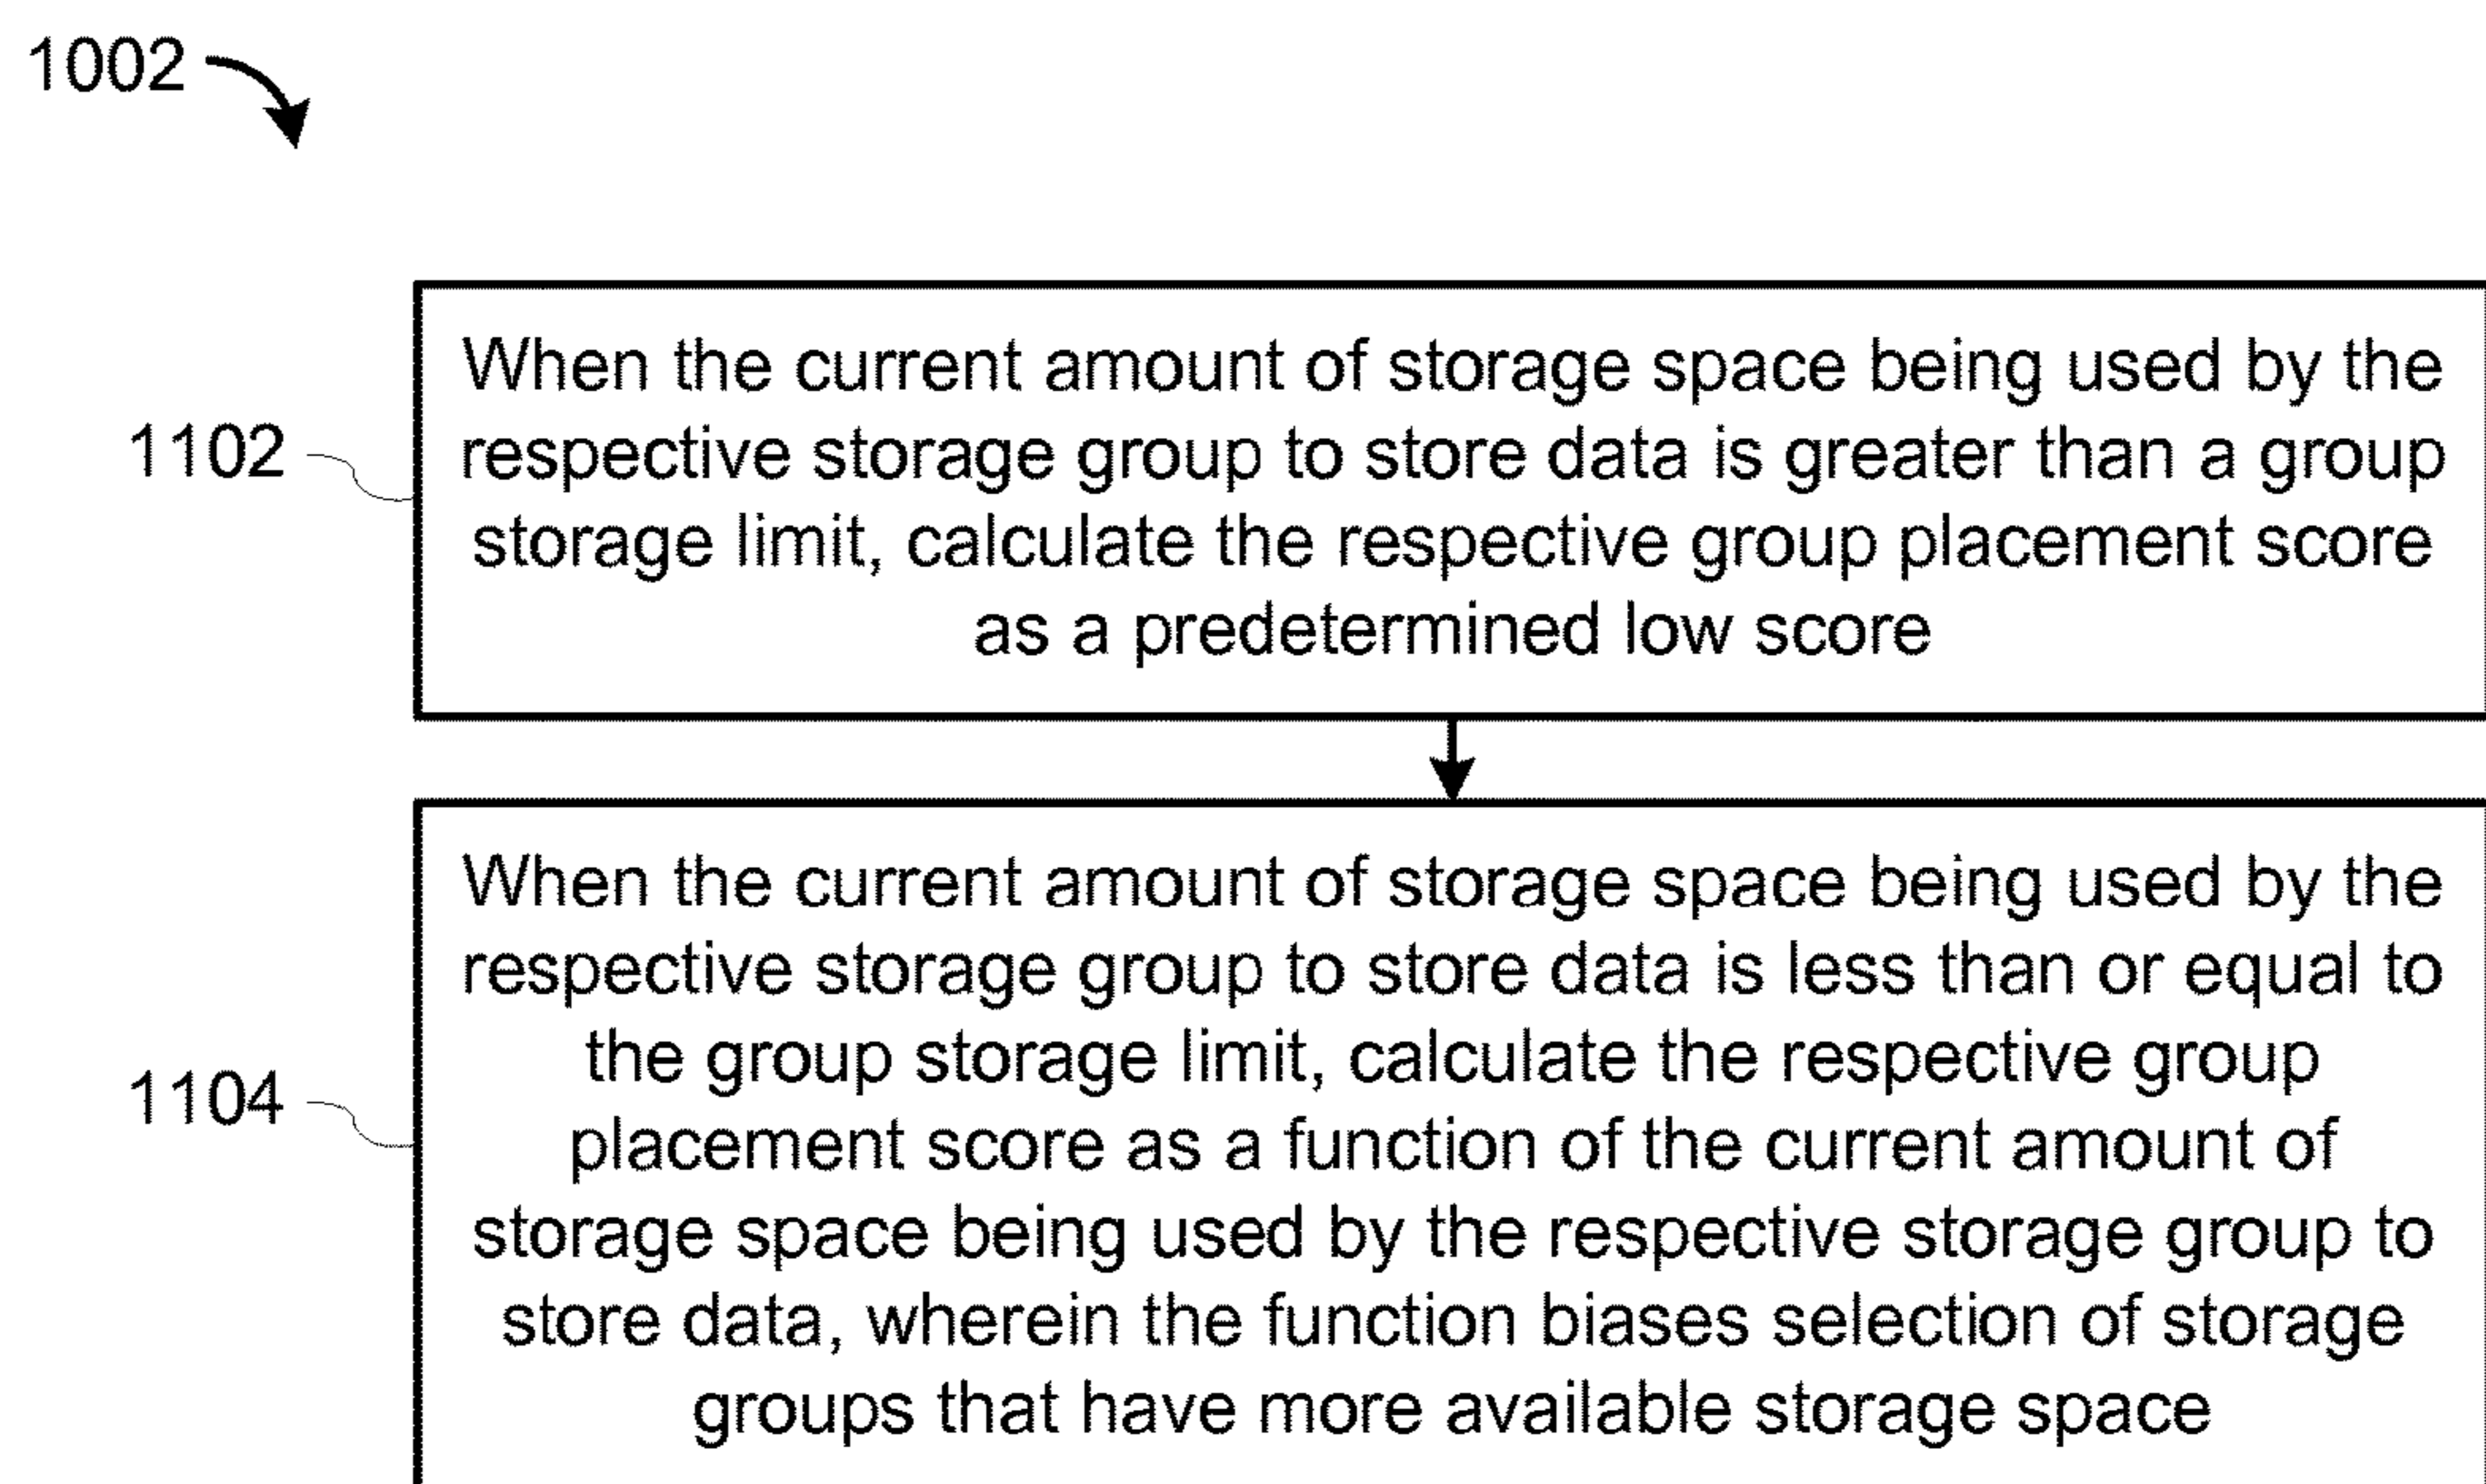 1002
1102
When the current amount of storage space being used by the
respective storage group to store data is greater than a group
storage limit, calculate the respective group placement score
as a predetermined low score
1104
When the current amount of storage space being used by the
respective storage group to store data is less than or equal to
the group storage limit, calculate the respective group
placement score as a function of the current amount of
storage space being used by the respective storage group to
store data, wherein the function biases selection of storage
groups that have more available storage space